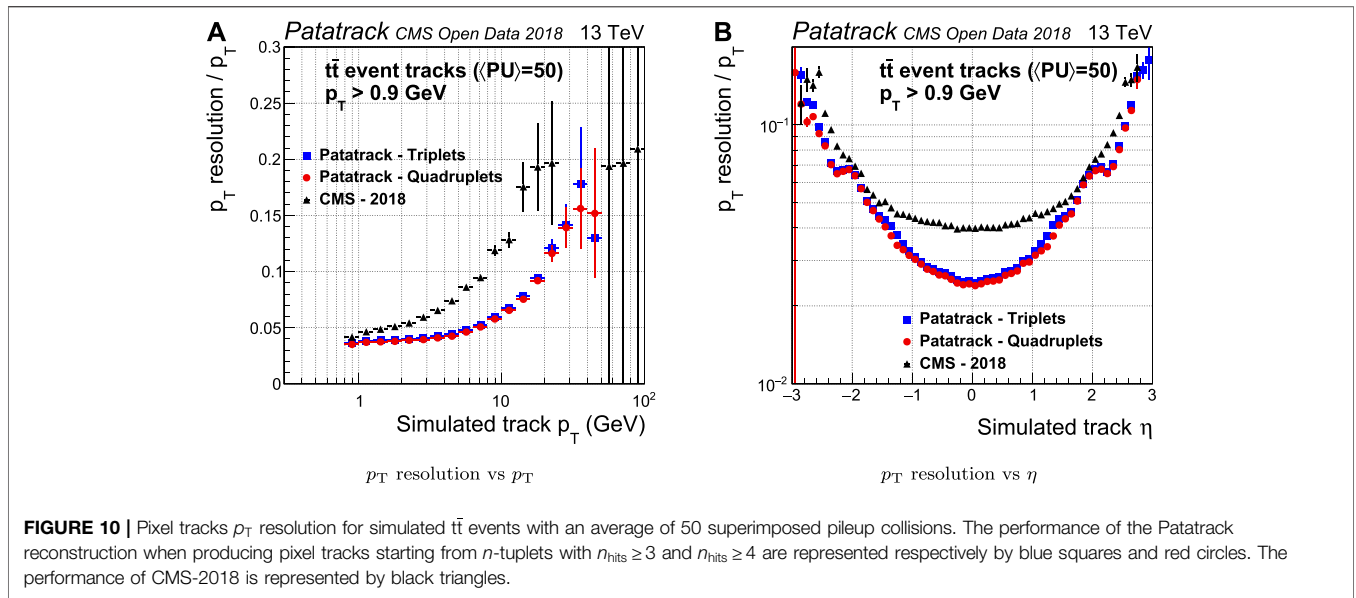 A
Patatrack CMS Open Data 2018 13 TeV
0.3
0.25
0.2
0.15
0.1
0.05
0
pT resolution / pT
tt̄ event tracks (⟨PU⟩=50)
pT > 0.9 GeV
Patatrack - Triplets
Patatrack - Quadruplets
CMS - 2018
1 10 10²
Simulated track pT (GeV)
pT resolution vs pT
B
Patatrack CMS Open Data 2018 13 TeV
pT resolution / pT
10⁻¹
10⁻²
tt̄ event tracks (⟨PU⟩=50)
pT > 0.9 GeV
Patatrack - Triplets
Patatrack - Quadruplets
CMS - 2018
−3 −2 −1 0 1 2 3
Simulated track η
pT resolution vs η
FIGURE 10 | Pixel tracks pT resolution for simulated tt̄ events with an average of 50 superimposed pileup collisions. The performance of the Patatrack
reconstruction when producing pixel tracks starting from n-tuplets with nhits ≥ 3 and nhits ≥ 4 are represented respectively by blue squares and red circles. The
performance of CMS-2018 is represented by black triangles.